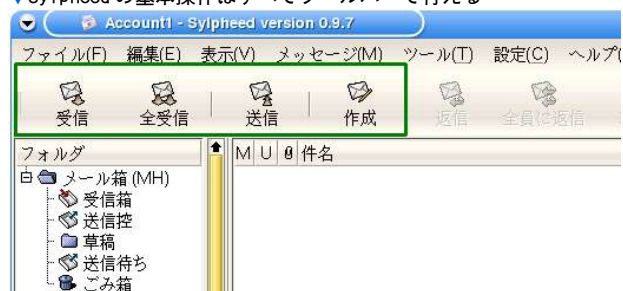 ▼Sylpheedの基本操作はすべてツールバーで行える
Account1 - Sylpheed version 0.9.7
ファイル(F) 編集(E) 表示(V) メッセージ(M) ツール(T) 設定(C) ヘルプ(
受信 全受信 送信 作成 返信 全員に返信
フォルダ M U 件名
メール箱 (MH)
受信箱
送信控
草稿
送信待ち
ごみ箱